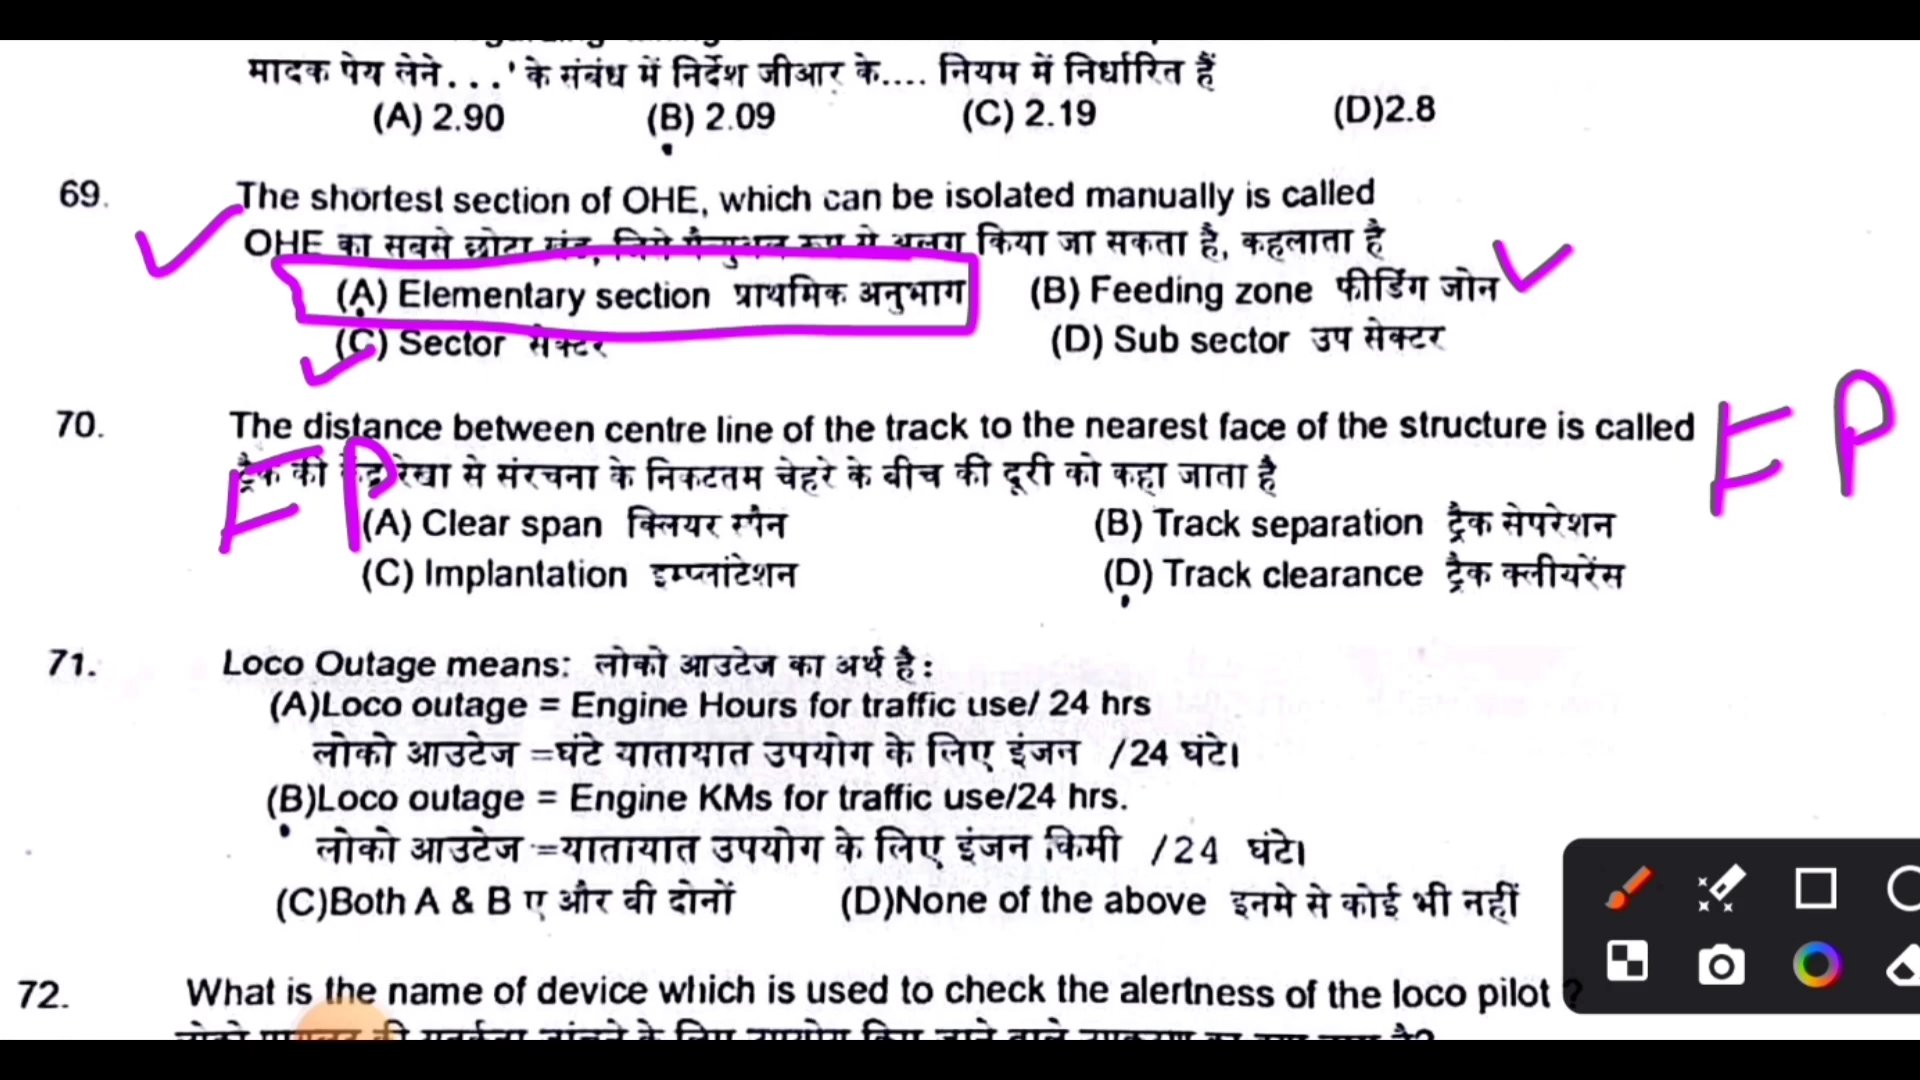 मादक पेय लेने...' के संबंध में निर्देश जीआर के.... नियम में निर्धारित हैं
(A) 2.90 (B) 2.09 (C) 2.19 (D)2.8
69. The shortest section of OHE, which can be isolated manually is called
OHE का सबसे छोटा खंड, जिसे मैन्युअल रूप से अलग किया जा सकता है, कहलाता है
(A) Elementary section प्राथमिक अनुभाग (B) Feeding zone फीडिंग जोन
(C) Sector सेक्टर (D) Sub sector उप सेक्टर
70. The distance between centre line of the track to the nearest face of the structure is called
ट्रैक की केंद्र रेखा से संरचना के निकटतम चेहरे के बीच की दूरी को कहा जाता है
(A) Clear span क्लियर स्पैन (B) Track separation ट्रैक सेपरेशन
(C) Implantation इम्प्लांटेशन (D) Track clearance ट्रैक क्लीयरेंस
71. Loco Outage means: लोको आउटेज का अर्थ है:
(A)Loco outage = Engine Hours for traffic use/ 24 hrs
लोको आउटेज =घंटे यातायात उपयोग के लिए इंजन /24 घंटे।
(B)Loco outage = Engine KMs for traffic use/24 hrs.
लोको आउटेज =यातायात उपयोग के लिए इंजन किमी /24 घंटे।
(C)Both A & B ए और बी दोनों (D)None of the above इनमे से कोई भी नहीं
72. What is the name of device which is used to check the alertness of the loco pilot ?